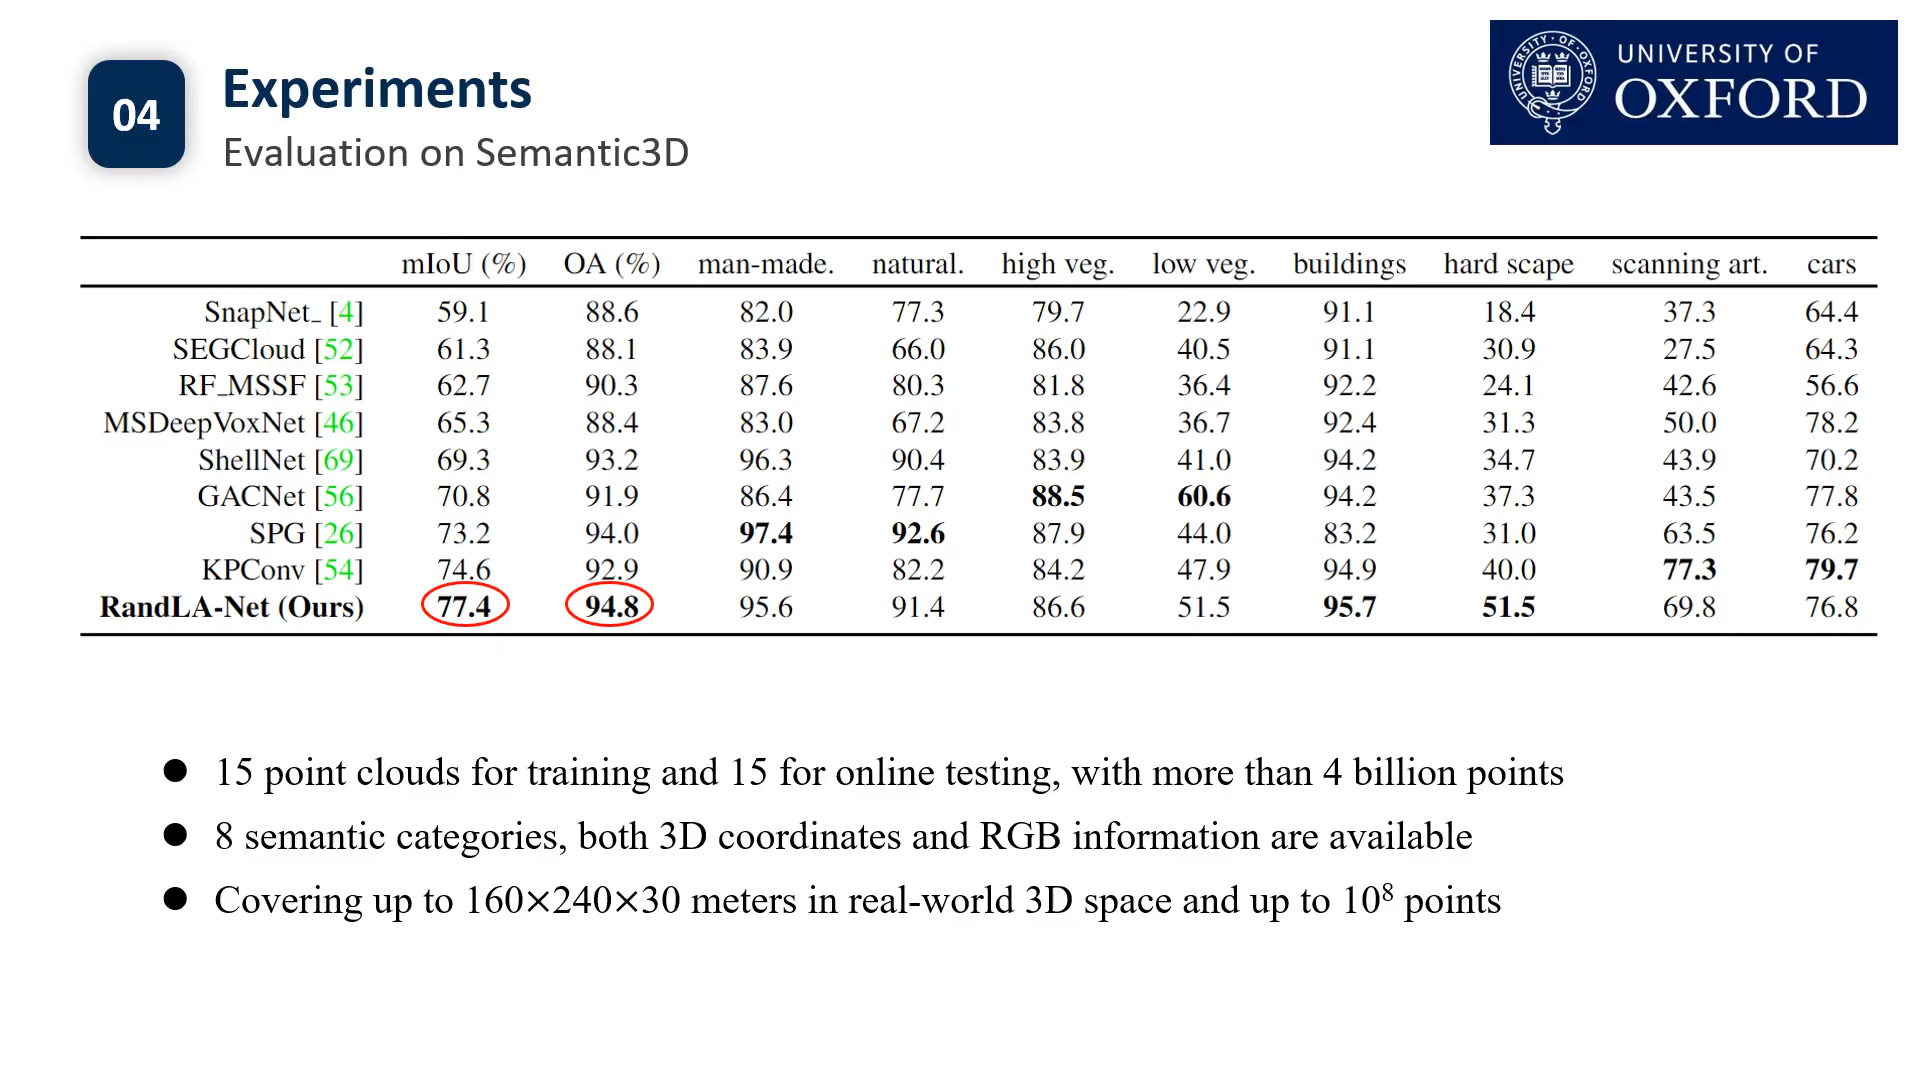 04
Experiments
Evaluation on Semantic3D
UNIVERSITY OF
OXFORD
mIoU (%) OA (%) man-made. natural. high veg. low veg. buildings hard scape scanning art. cars
SnapNet_ [4] 59.1 88.6 82.0 77.3 79.7 22.9 91.1 18.4 37.3 64.4
SEGCloud [52] 61.3 88.1 83.9 66.0 86.0 40.5 91.1 30.9 27.5 64.3
RF_MSSF [53] 62.7 90.3 87.6 80.3 81.8 36.4 92.2 24.1 42.6 56.6
MSDeepVoxNet [46] 65.3 88.4 83.0 67.2 83.8 36.7 92.4 31.3 50.0 78.2
ShellNet [69] 69.3 93.2 96.3 90.4 83.9 41.0 94.2 34.7 43.9 70.2
GACNet [56] 70.8 91.9 86.4 77.7 88.5 60.6 94.2 37.3 43.5 77.8
SPG [26] 73.2 94.0 97.4 92.6 87.9 44.0 83.2 31.0 63.5 76.2
KPConv [54] 74.6 92.9 90.9 82.2 84.2 47.9 94.9 40.0 77.3 79.7
RandLA-Net (Ours) 77.4 94.8 95.6 91.4 86.6 51.5 95.7 51.5 69.8 76.8
● 15 point clouds for training and 15 for online testing, with more than 4 billion points
● 8 semantic categories, both 3D coordinates and RGB information are available
● Covering up to 160×240×30 meters in real-world 3D space and up to 10⁸ points